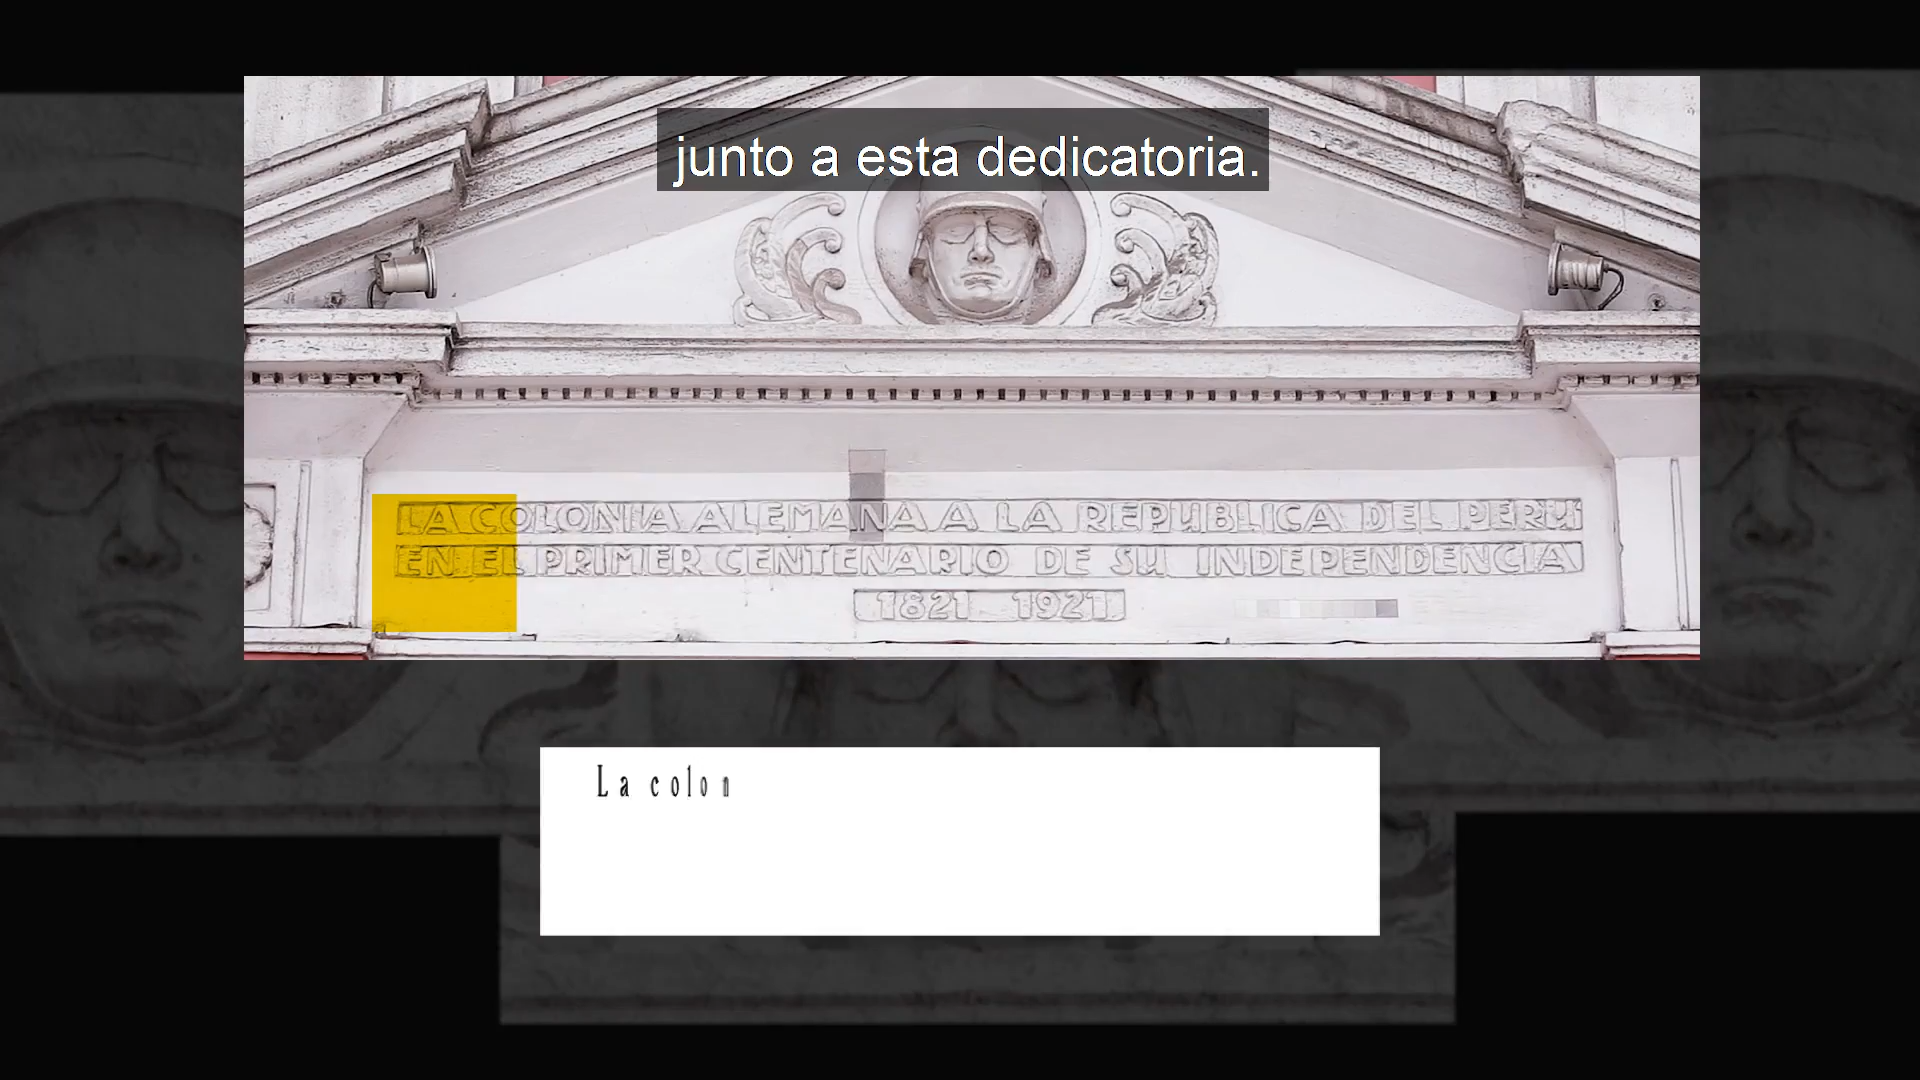 junto a esta dedicatoria.
LA COLONIA ALEMANA A LA REPUBLICA DEL PERU
EN EL PRIMER CENTENARIO DE SU INDEPENDENCIA
1821 1921
La colon